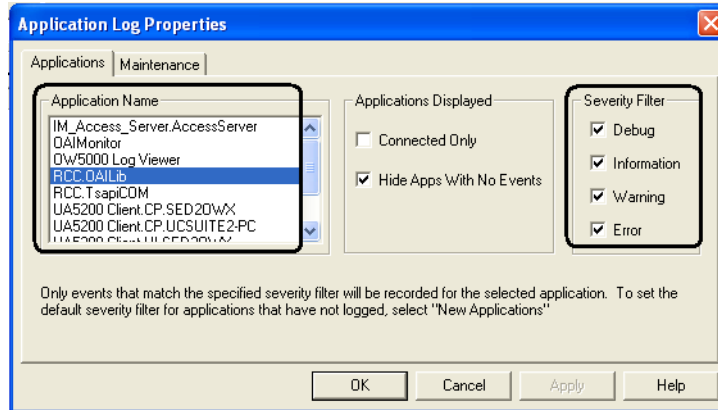 Application Log Properties
Applications
Maintenance
Application Name
IM_Access_Server.AccessServer
OAIMonitor
OW5000 Log Viewer
RCC.OAILib
RCC.TsapiCOM
UA5200 Client.CP.SED20WX
UA5200 Client.CP.UCSUITE2-PC
Applications Displayed
Connected Only
Hide Apps With No Events
Severity Filter
Debug
Information
Warning
Error
Only events that match the specified severity filter will be recorded for the selected application. To set the
default severity filter for applications that have not logged, select "New Applications"
OK
Cancel
Apply
Help